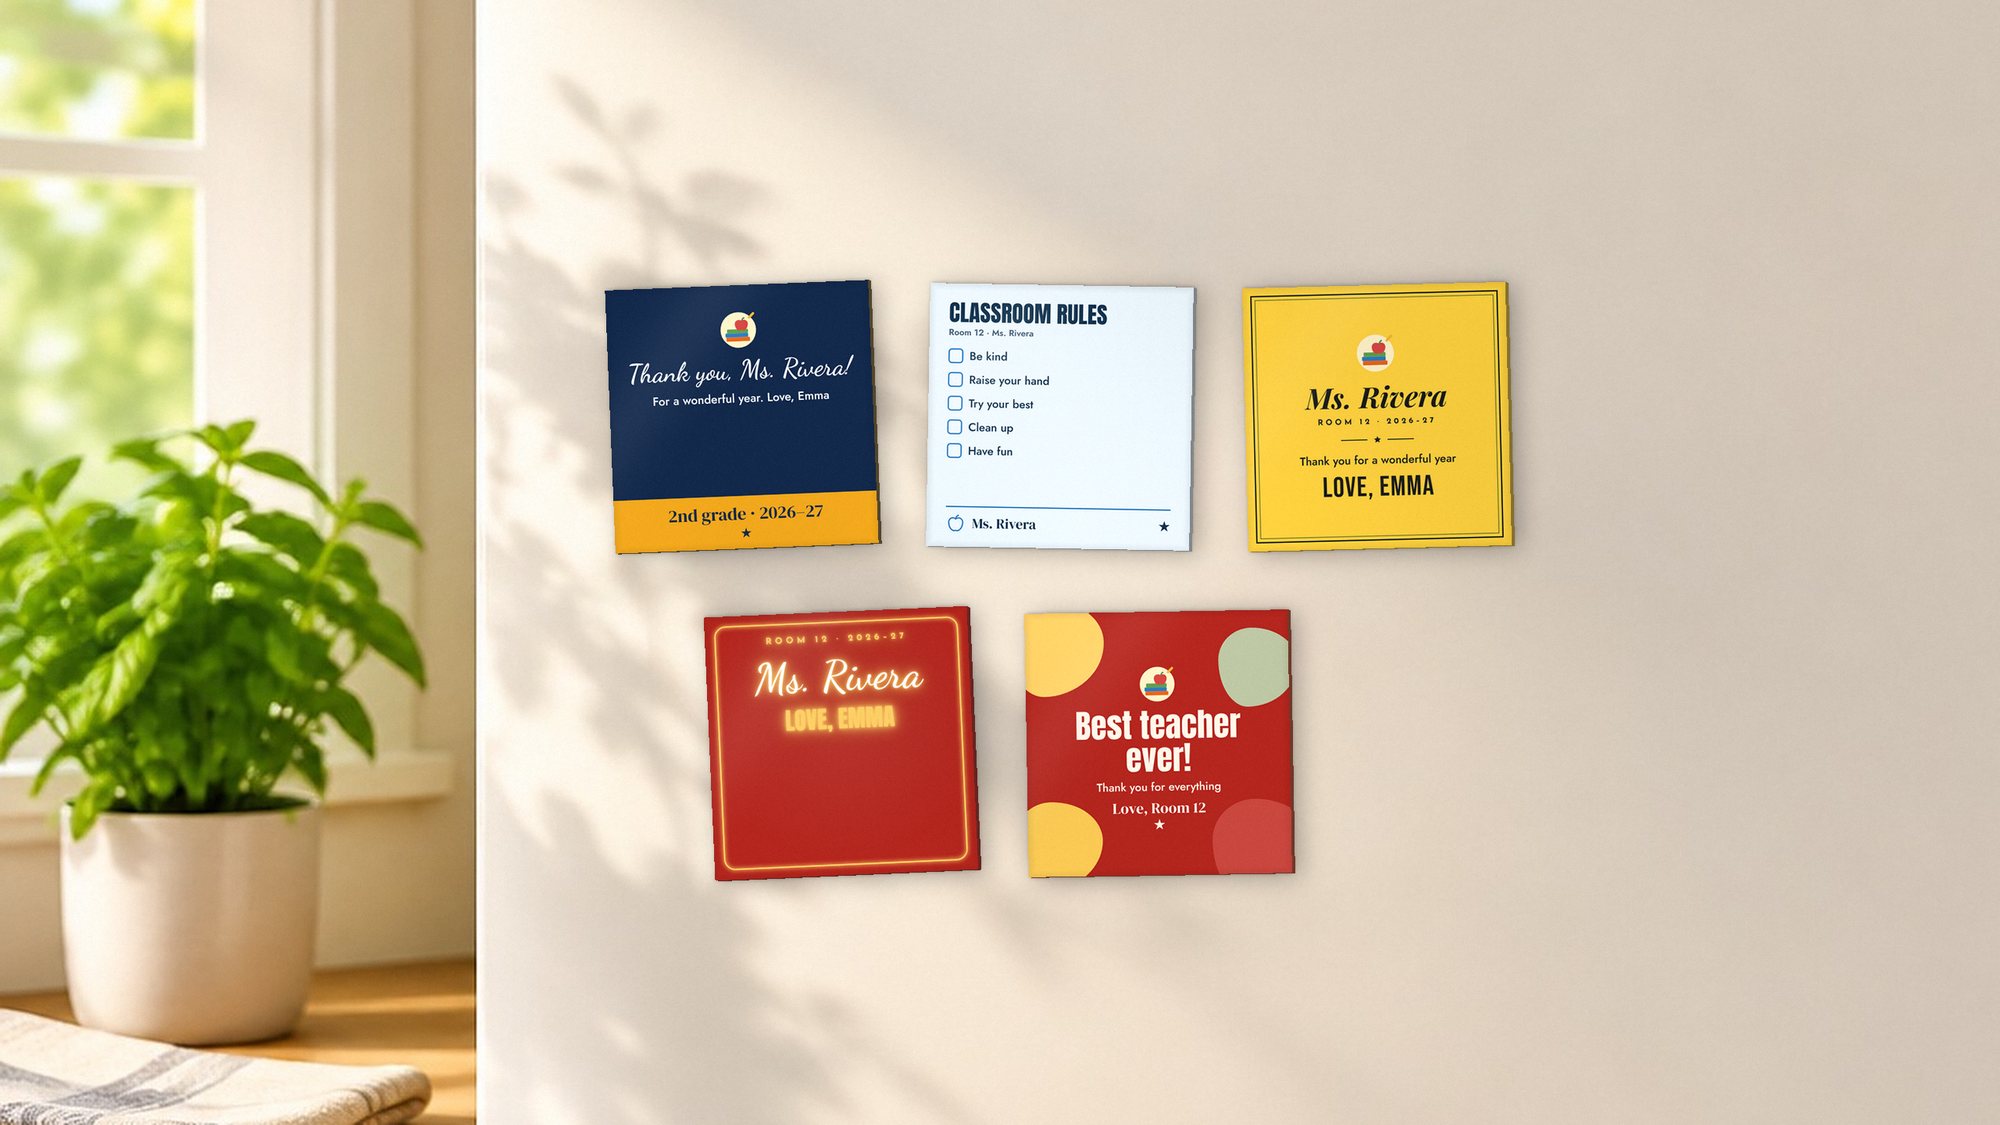 Thank you, Ms. Rivera!
For a wonderful year. Love, Emma
2nd grade · 2026–27
CLASSROOM RULES
Room 12 · Ms. Rivera
Be kind
Raise your hand
Try your best
Clean up
Have fun
Ms. Rivera
Ms. Rivera
ROOM 12 · 2026–27
Thank you for a wonderful year
LOVE, EMMA
ROOM 12 · 2026–27
Ms. Rivera
LOVE, EMMA
Best teacher
ever!
Thank you for everything
Love, Room 12